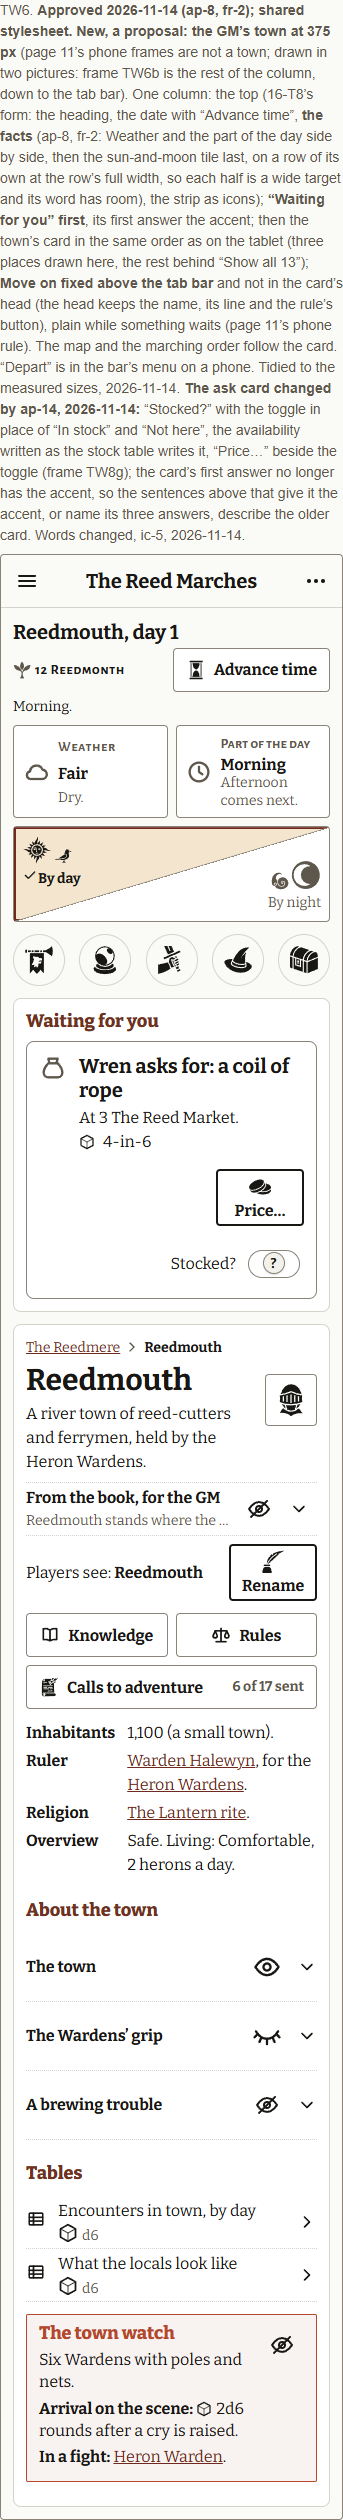 TW6. Approved 2026-11-14 (ap-8, fr-2); shared
stylesheet. New, a proposal: the GM’s town at 375
px (page 11’s phone frames are not a town; drawn
in two pictures: frame TW6b is the rest of the column,
down to the tab bar). One column: the top (16-T8’s
form: the heading, the date with “Advance time”, the
facts (ap-8, fr-2: Weather and the part of the day side
by side, then the sun-and-moon tile last, on a row of its
own at the row’s full width, so each half is a wide target
and its word has room), the strip as icons); “Waiting
for you” first, its first answer the accent; then the
town’s card in the same order as on the tablet (three
places drawn here, the rest behind “Show all 13”);
Move on fixed above the tab bar and not in the card’s
head (the head keeps the name, its line and the rule’s
button), plain while something waits (page 11’s phone
rule). The map and the marching order follow the card.
“Depart” is in the bar’s menu on a phone. Tidied to the
measured sizes, 2026-11-14. The ask card changed
by ap-14, 2026-11-14: “Stocked?” with the toggle in
place of “In stock” and “Not here”, the availability
written as the stock table writes it, “Price…” beside the
toggle (frame TW8g); the card’s first answer no longer
has the accent, so the sentences above that give it the
accent, or name its three answers, describe the older
card. Words changed, ic-5, 2026-11-14.
The Reed Marches
Reedmouth, day 1
12 Reedmonth
Advance time
Morning.
Weather
Fair
Dry.
Part of the day
Morning
Afternoon
comes next.
By day
By night
Waiting for you
Wren asks for: a coil of
rope
At 3 The Reed Market.
4-in-6
Price…
Stocked?
?
The Reedmere > Reedmouth
Reedmouth
A river town of reed-cutters
and ferrymen, held by the
Heron Wardens.
From the book, for the GM
Reedmouth stands where the ...
Players see: Reedmouth
Rename
Knowledge
Rules
Calls to adventure
6 of 17 sent
Inhabitants 1,100 (a small town).
Ruler Warden Halewyn, for the
Heron Wardens.
Religion The Lantern rite.
Overview Safe. Living: Comfortable,
2 herons a day.
About the town
The town
The Wardens’ grip
A brewing trouble
Tables
Encounters in town, by day
d6
What the locals look like
d6
The town watch
Six Wardens with poles and
nets.
Arrival on the scene: 2d6
rounds after a cry is raised.
In a fight: Heron Warden.